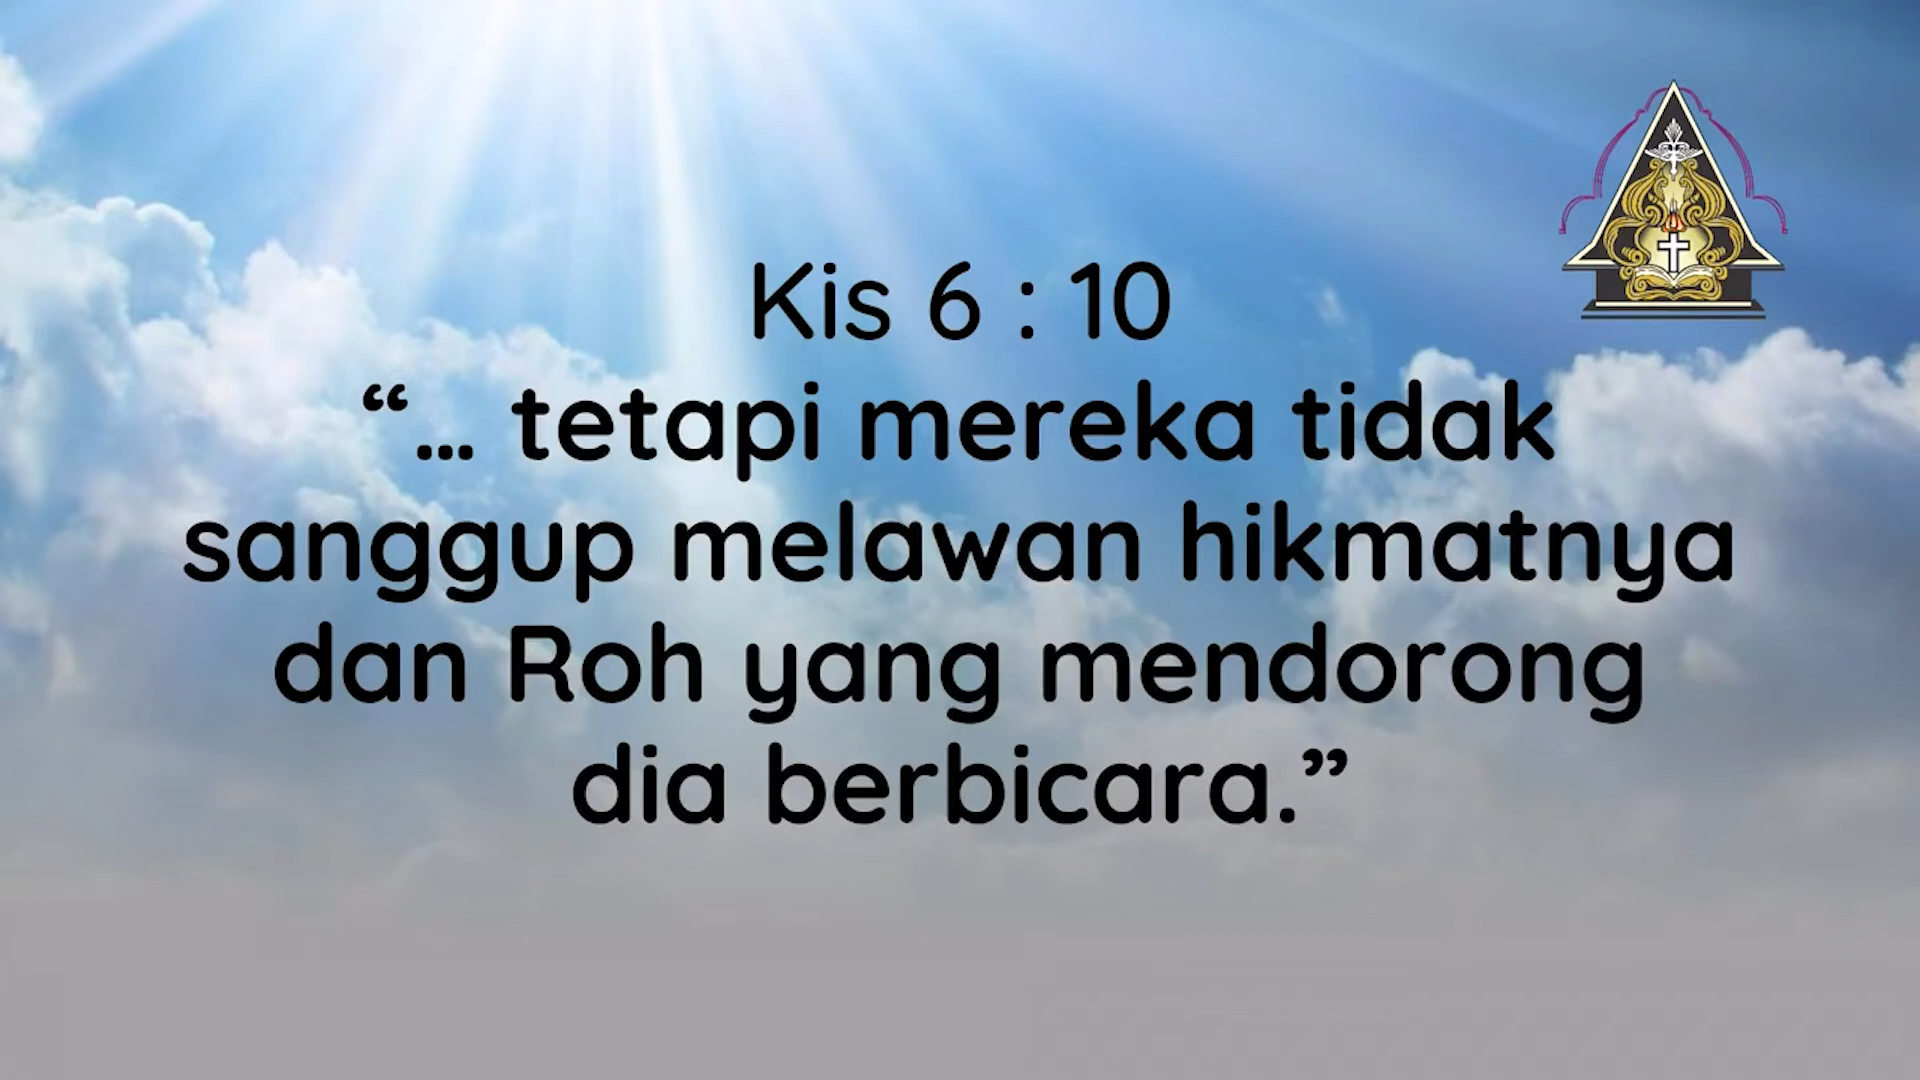 Kis 6 : 10
“... tetapi mereka tidak
sanggup melawan hikmatnya
dan Roh yang mendorong
dia berbicara.”